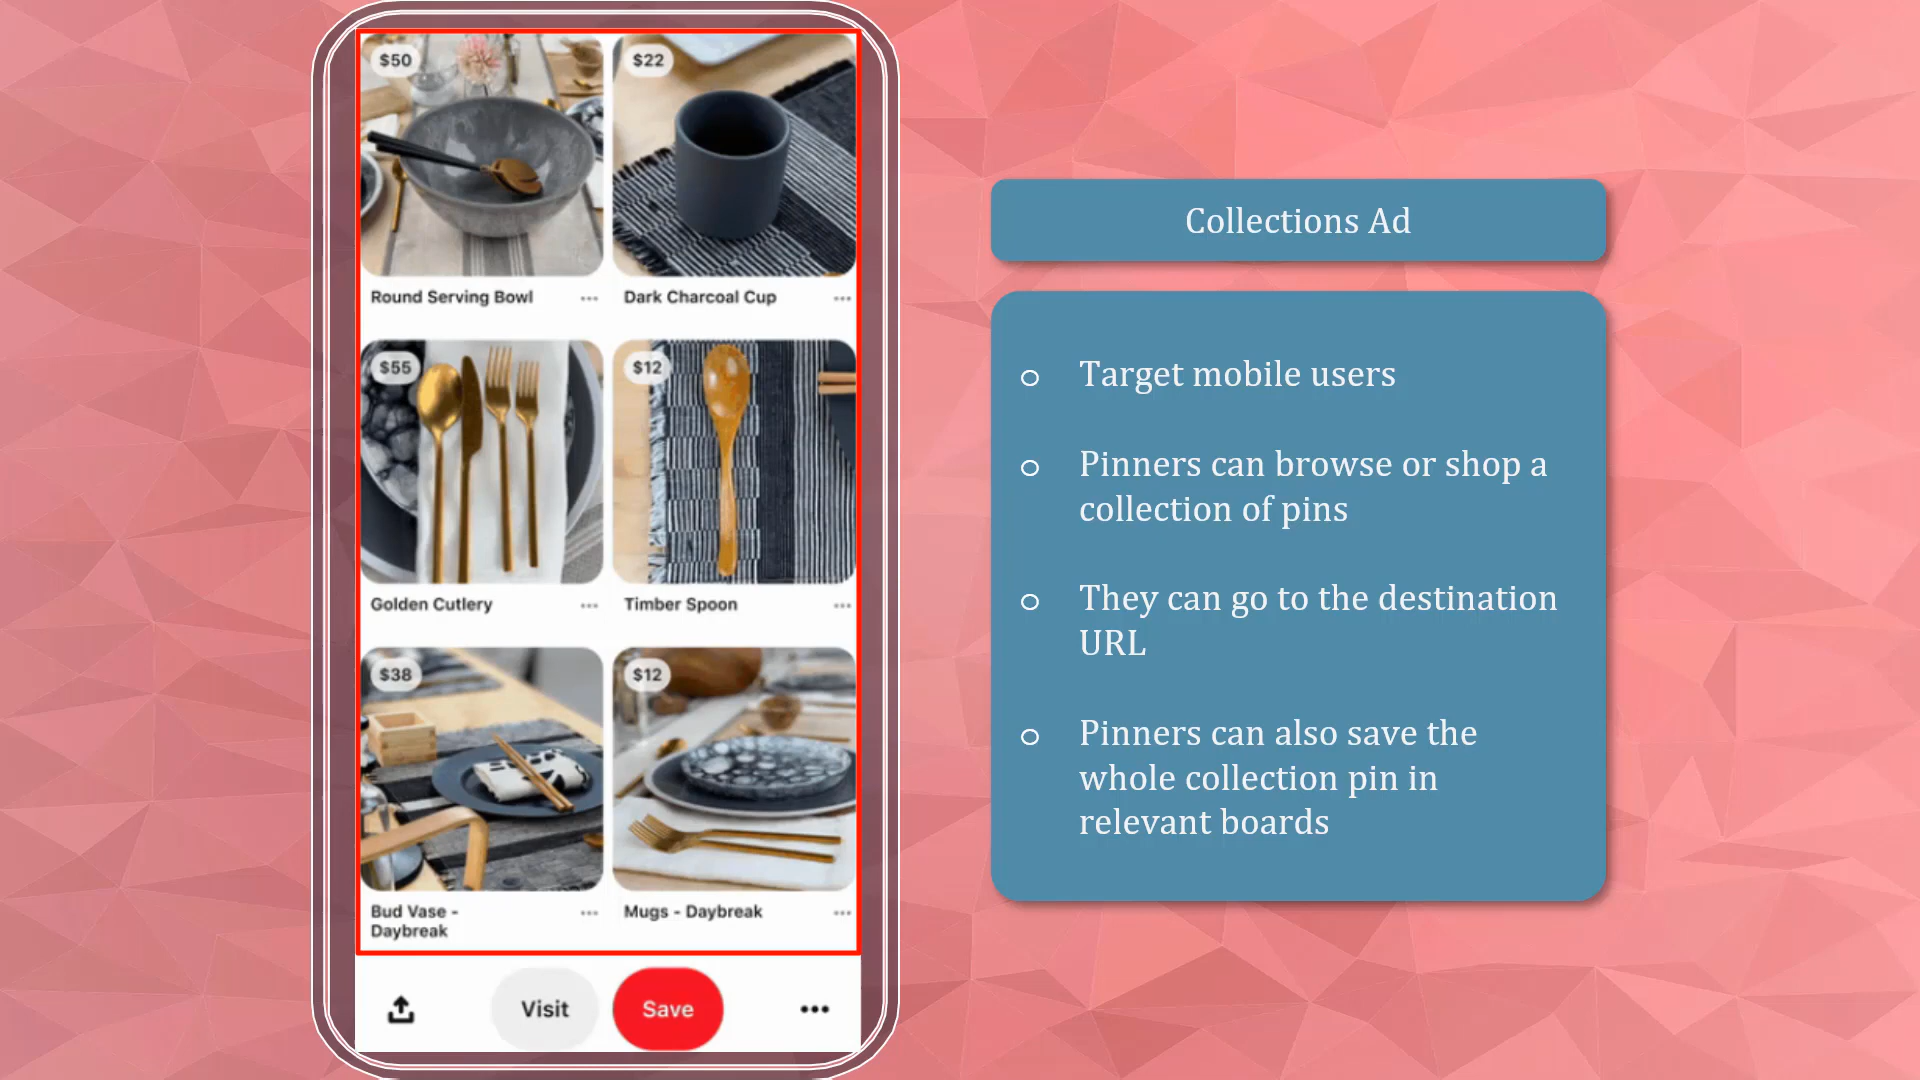 $50
$22
Round Serving Bowl
Dark Charcoal Cup
$55
$12
Golden Cutlery
Timber Spoon
$38
$12
Bud Vase -
Daybreak
Mugs - Daybreak
Visit
Save
Collections Ad
Target mobile users
Pinners can browse or shop a
collection of pins
They can go to the destination
URL
Pinners can also save the
whole collection pin in
relevant boards